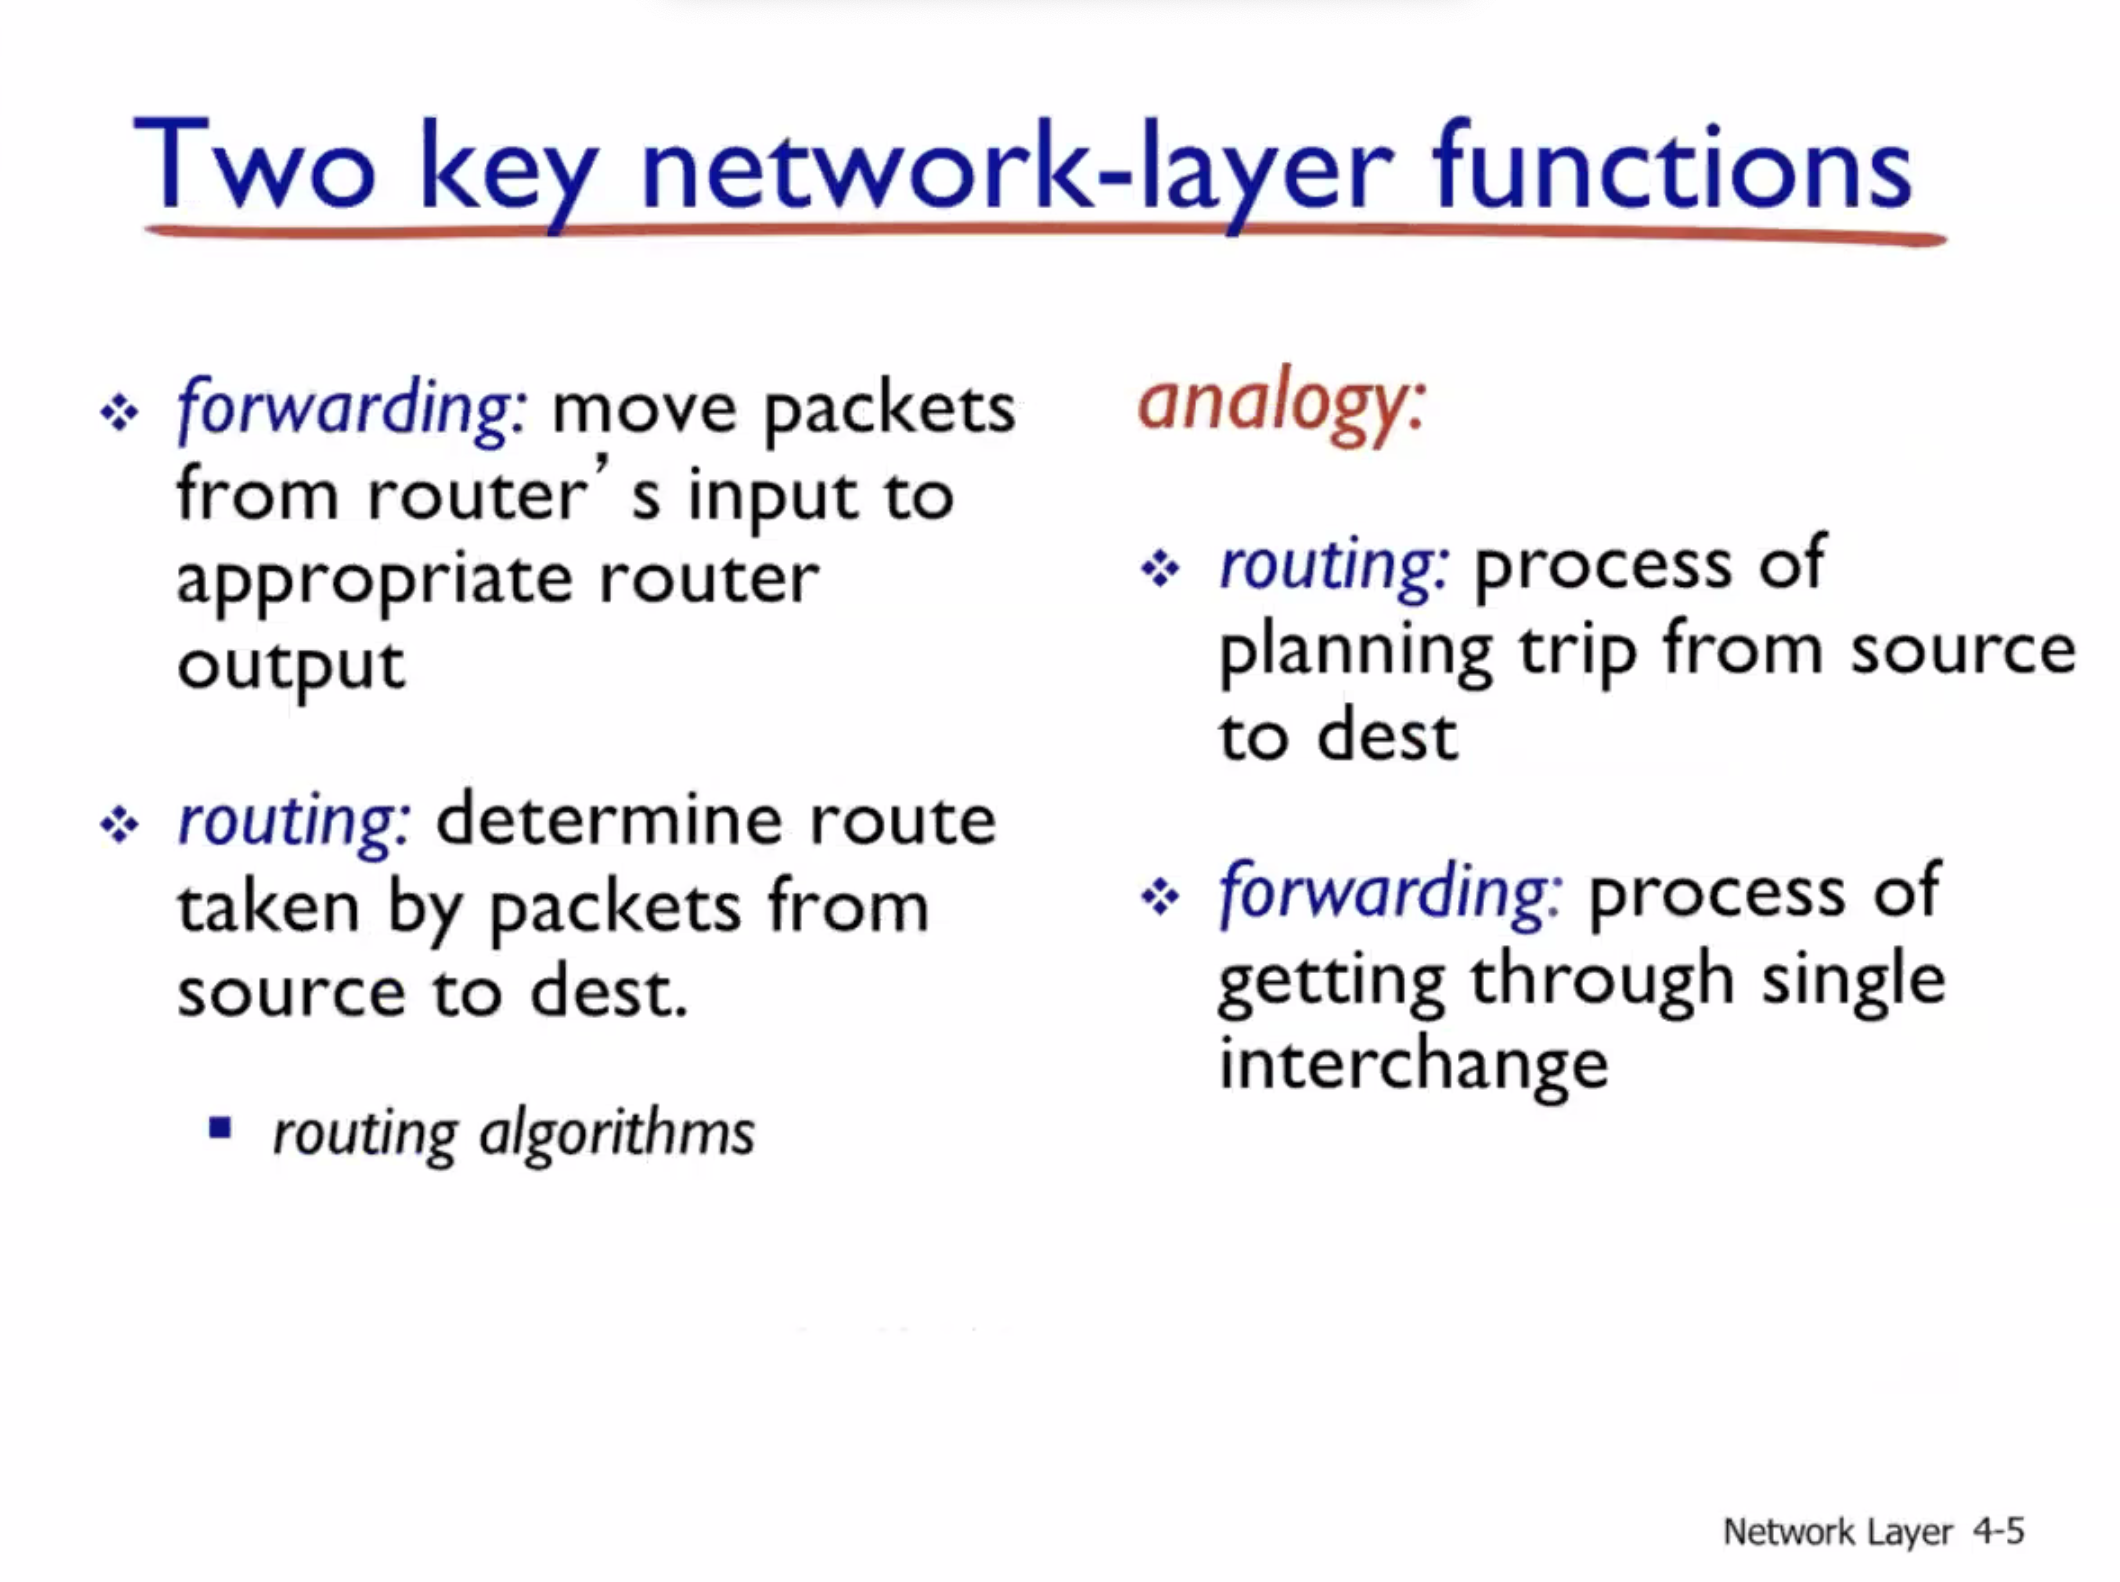 Two key network-layer functions
❖ forwarding: move packets
from router’s input to
appropriate router
output
❖ routing: determine route
taken by packets from
source to dest.
▪ routing algorithms
analogy:
❖ routing: process of
planning trip from source
to dest
❖ forwarding: process of
getting through single
interchange
Network Layer 4-5